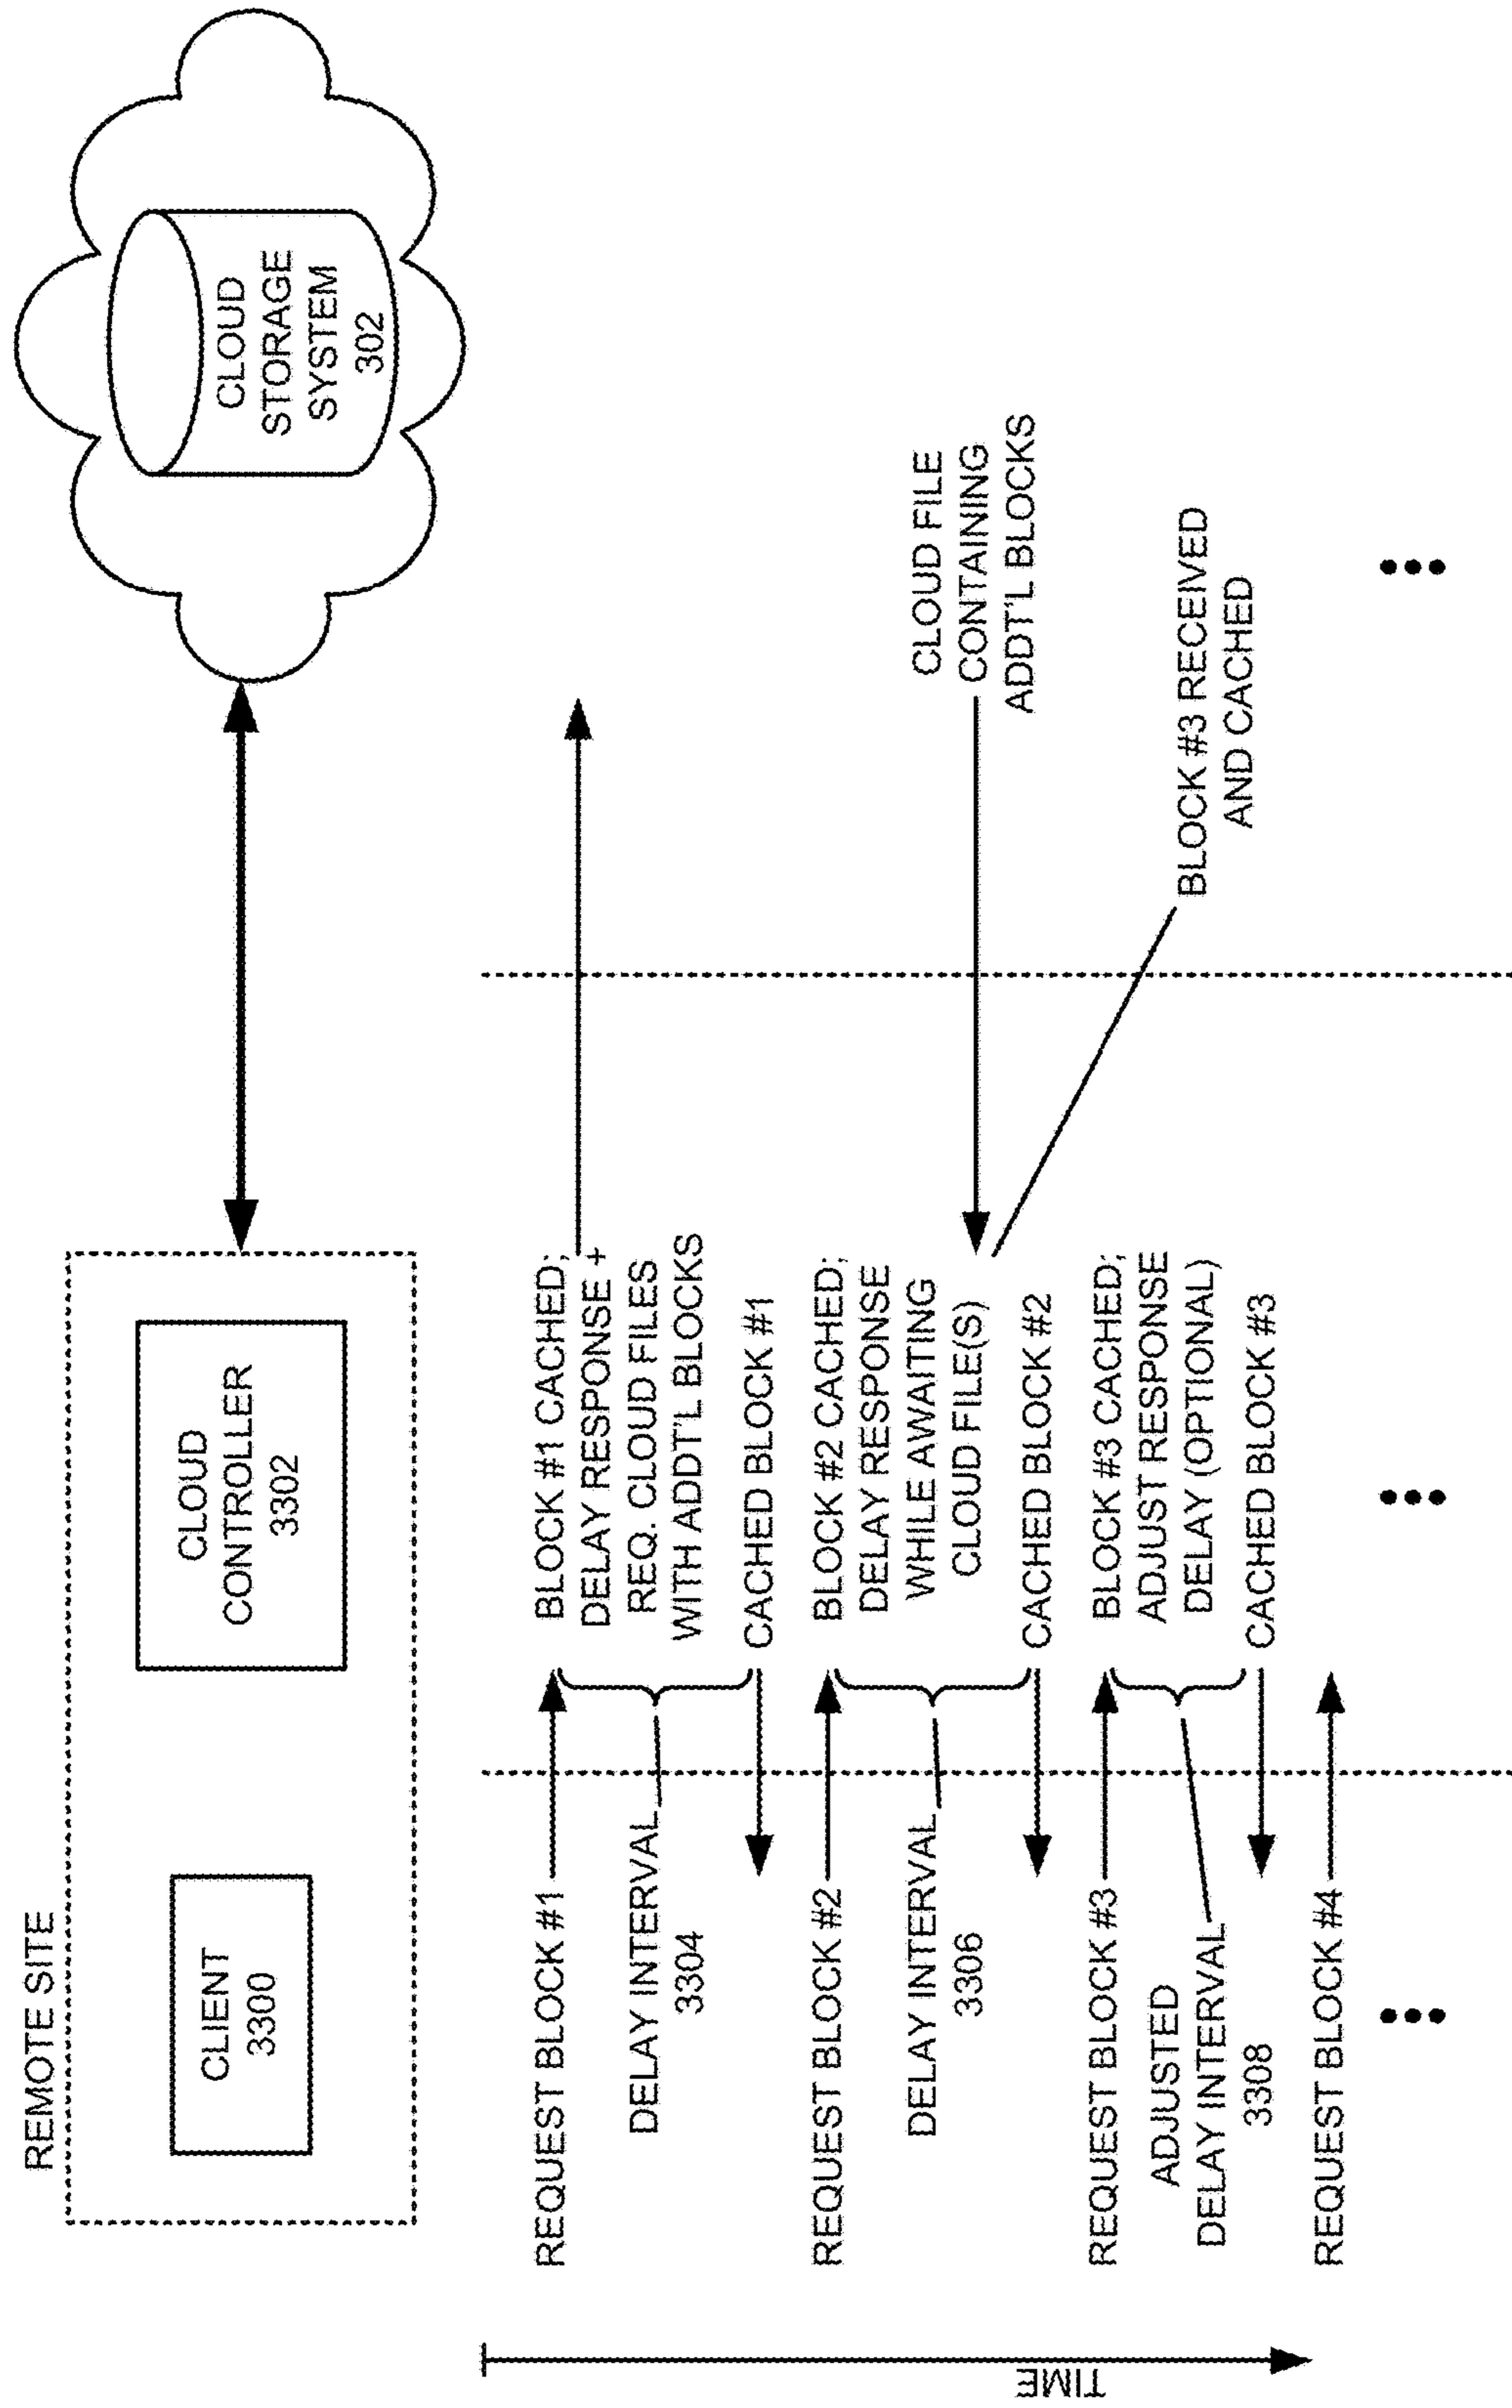 REMOTE SITE
CLIENT
3300
CLOUD
CONTROLLER
3302
CLOUD
STORAGE
SYSTEM
302
TIME
REQUEST BLOCK #1
BLOCK #1 CACHED;
DELAY RESPONSE +
REQ. CLOUD FILES
WITH ADDT'L BLOCKS
DELAY INTERVAL
3304
CACHED BLOCK #1
REQUEST BLOCK #2
BLOCK #2 CACHED;
DELAY RESPONSE
WHILE AWAITING
CLOUD FILE(S)
DELAY INTERVAL
3306
CLOUD FILE
CONTAINING
ADDT'L BLOCKS
CACHED BLOCK #2
REQUEST BLOCK #3
BLOCK #3 CACHED;
ADJUST RESPONSE
DELAY (OPTIONAL)
BLOCK #3 RECEIVED
AND CACHED
ADJUSTED
DELAY INTERVAL
3308
CACHED BLOCK #3
REQUEST BLOCK #4